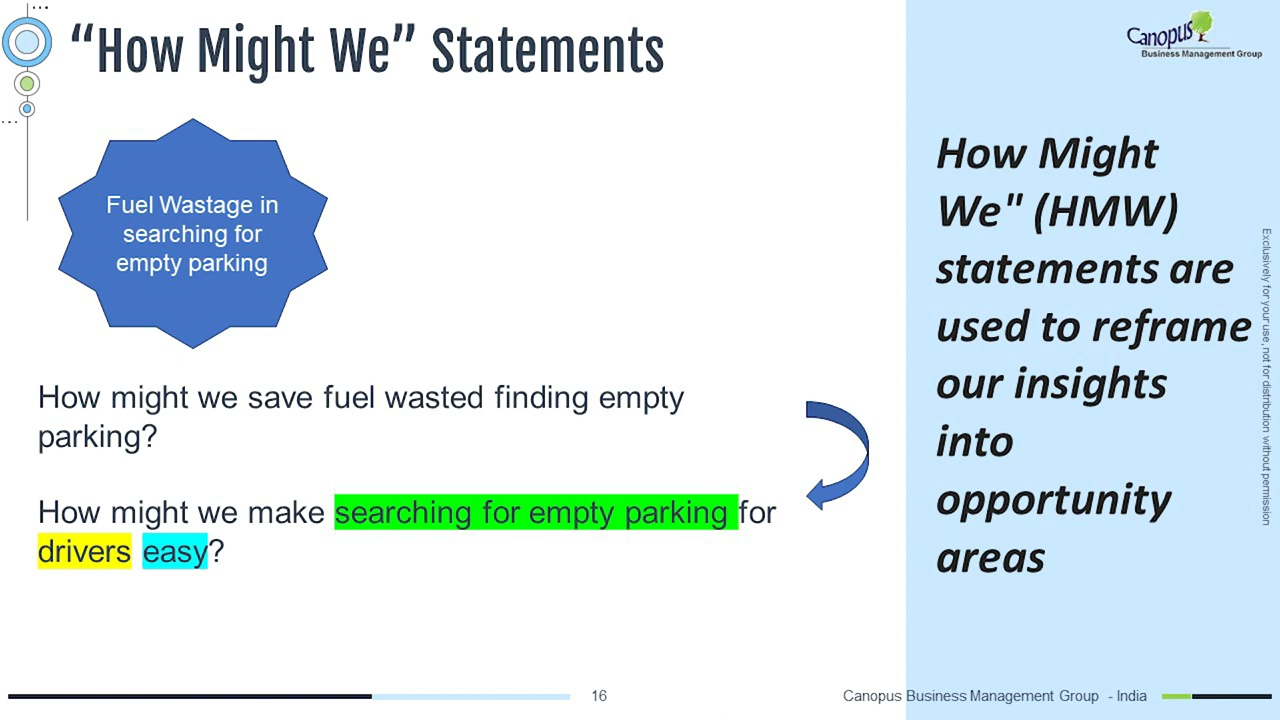 “How Might We” Statements
Canopus
Business Management Group
Fuel Wastage in
searching for
empty parking
How might we save fuel wasted finding empty
parking?
How might we make searching for empty parking for
drivers easy?
How Might
We" (HMW)
statements are
used to reframe
our insights
into
opportunity
areas
Exclusively for your use, not for distribution without permission
16
Canopus Business Management Group - India